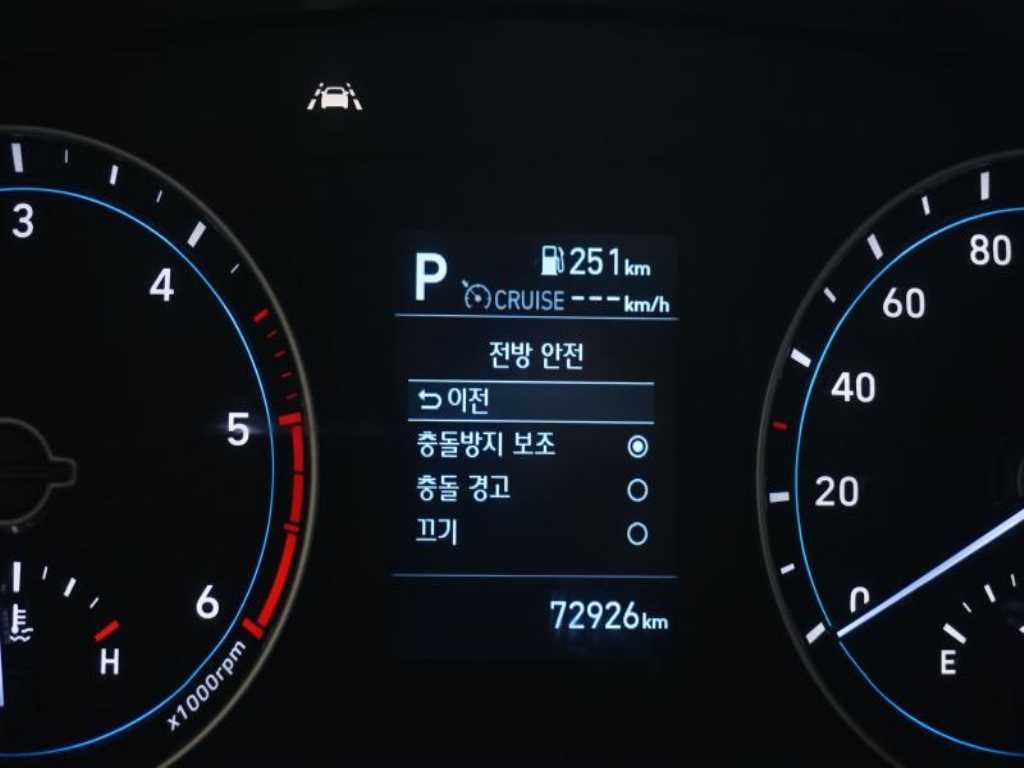 P
251km
CRUISE ---km/h
전방 안전
이전
충돌방지 보조
충돌 경고
끄기
72926km
3
4
5
6
x1000rpm
H
80
60
40
20
0
E